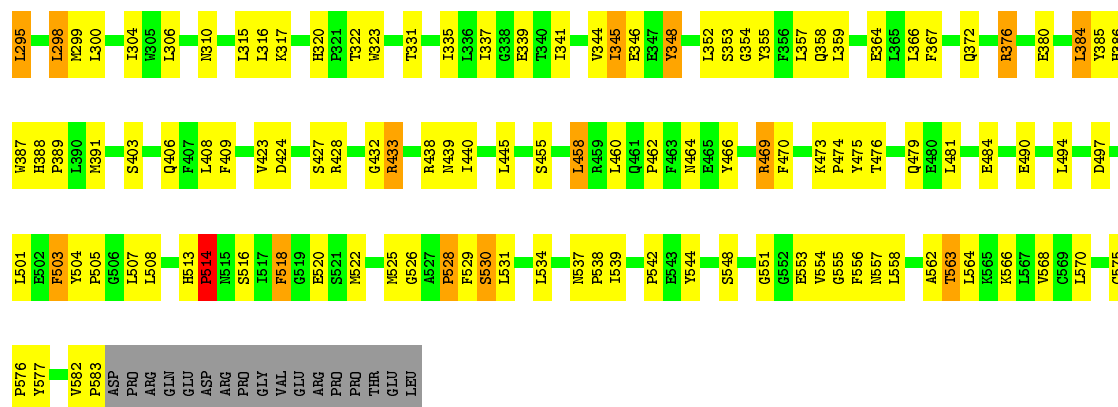 L295 L298 M299 L300 I304 W305 L306 N310 L315 L316 K317 H320 P321 T322 W323 T331 I335 L336 I337 G338 E339 T340 I341 V344 I345 E346 E347 Y348 L352 S353 G354 Y355 F356 L357 Q358 L359 E364 L365 L366 F367 Q372 R376 E380 L384 Y385 H386
W387 H388 P389 L390 M391 S403 Q406 F407 L408 F409 V423 D424 S427 R428 G432 R433 R438 N439 I440 L445 S455 L458 R459 L460 Q461 P462 F463 N464 E465 Y466 R469 F470 K473 P474 Y475 T476 Q479 E480 L481 E484 E490 L494 D497
L501 E502 F503 Y504 P505 G506 L507 L508 H513 P514 N515 S516 I517 F518 G519 E520 S521 M522 M525 G526 A527 P528 F529 S530 L531 L534 N537 P538 I539 P542 E543 Y544 S548 G551 G552 E553 V554 G555 F556 N557 L558 A562 T563 L564 K565 K566 L567 V568 C569 L570 C575
P576 Y577 V582 P583 ASP PRO ARG GLN GLU ASP ARG PRO GLY VAL GLU ARG PRO PRO THR GLU LEU